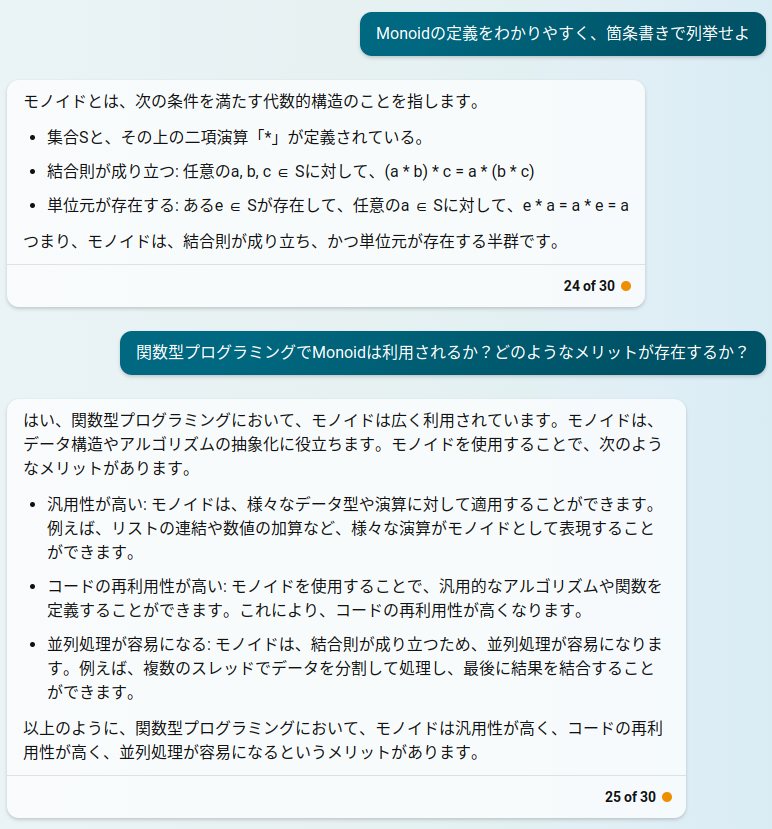 Monoidの定義をわかりやすく、箇条書きで列挙せよ
モノイドとは、次の条件を満たす代数的構造のことを指します。
• 集合Sと、その上の二項演算「*」が定義されている。
• 結合則が成り立つ: 任意のa, b, c ∈ Sに対して、(a * b) * c = a * (b * c)
• 単位元が存在する: あるe ∈ Sが存在して、任意のa ∈ Sに対して、e * a = a * e = a
つまり、モノイドは、結合則が成り立ち、かつ単位元が存在する半群です。
24 of 30
関数型プログラミングでMonoidは利用されるか？どのようなメリットが存在するか？
はい、関数型プログラミングにおいて、モノイドは広く利用されています。モノイドは、
データ構造やアルゴリズムの抽象化に役立ちます。モノイドを使用することで、次のよう
なメリットがあります。
• 汎用性が高い: モノイドは、様々なデータ型や演算に対して適用することができます。
例えば、リストの連結や数値の加算など、様々な演算がモノイドとして表現すること
ができます。
• コードの再利用性が高い: モノイドを使用することで、汎用的なアルゴリズムや関数を
定義することができます。これにより、コードの再利用性が高くなります。
• 並列処理が容易になる: モノイドは、結合則が成り立つため、並列処理が容易になりま
す。例えば、複数のスレッドでデータを分割して処理し、最後に結果を結合すること
ができます。
以上のように、関数型プログラミングにおいて、モノイドは汎用性が高く、コードの再利
用性が高く、並列処理が容易になるというメリットがあります。
25 of 30